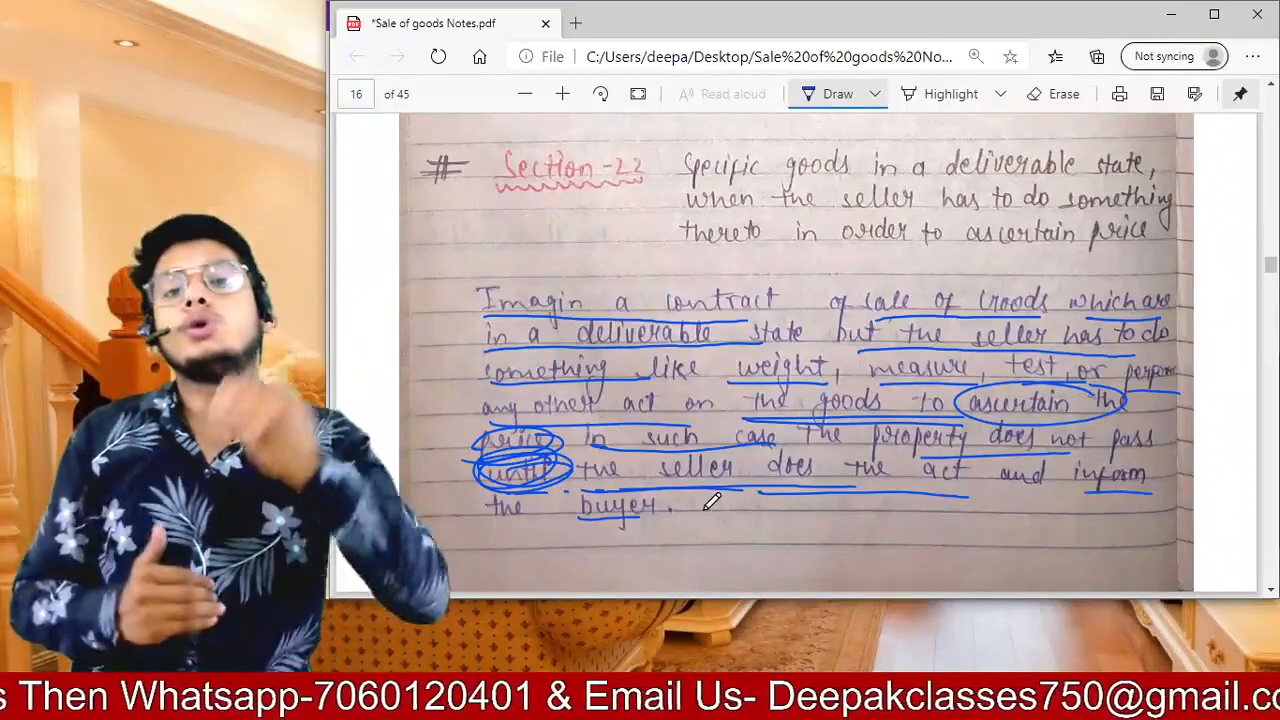 *Sale of goods Notes.pdf
File
C:/Users/deepa/Desktop/Sale%20of%20goods%20No...
Not syncing
16 of 45
Read aloud
Draw
Highlight
Erase
# Section-22 Specific goods in a deliverable state,
when the seller has to do something
thereto in order to ascertain price
Imagin a contract of sale of Goods which are
in a deliverable state but the seller has to do
something like weight, measure, test, or perform
any other act on the goods to ascertain the
price in such case the property does not pass
until the seller does the act and inform
the buyer.
s Then Whatsapp-7060120401 & Email Us- Deepakclasses750@gmail.co